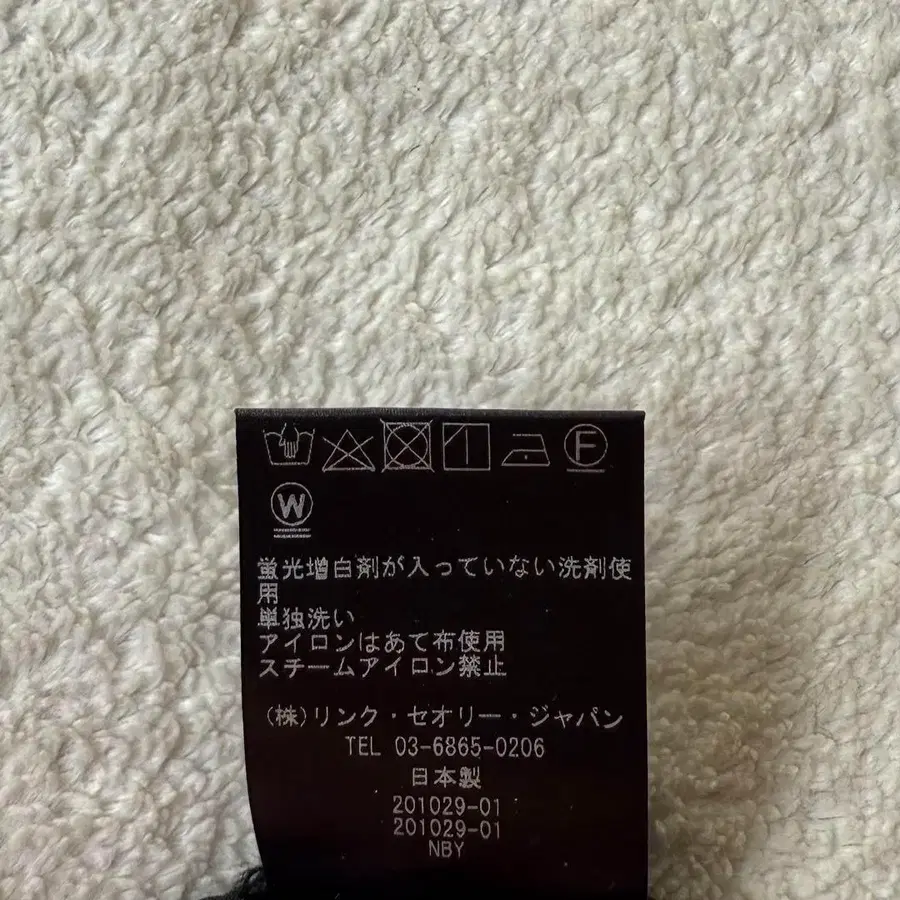 F
W
蛍光増白剤が入っていない洗剤使
用
単独洗い
アイロンはあて布使用
スチームアイロン禁止
(株)リンク・セオリー・ジャパン
TEL 03-6865-0206
日本製
201029-01
201029-01
NBY